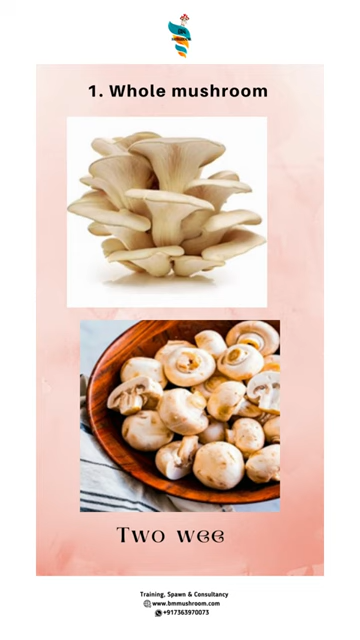 1. Whole mushroom
Two wee
Training, Spawn & Consultancy
www.bmmushroom.com
+917363970073